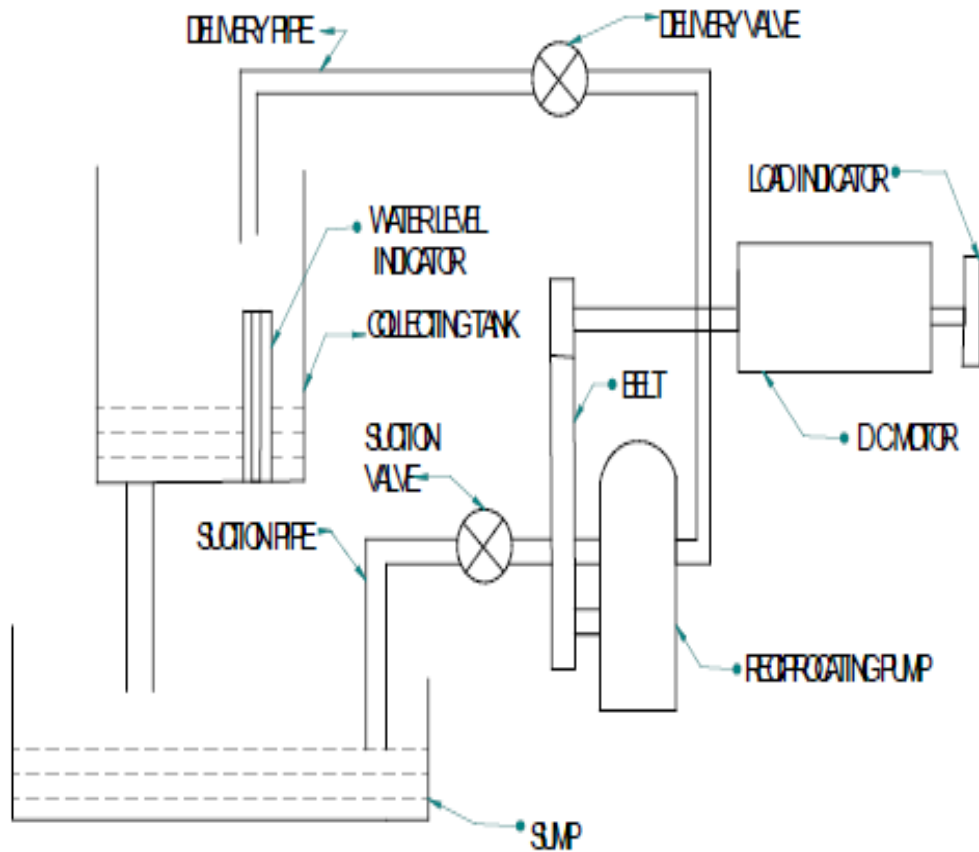 DELIVERY PIPE
DELIVERY VALVE
LOAD INDICATOR
WATER LEVEL
INDICATOR
COLLECTING TANK
BELT
SUCTION
VALVE
D C MOTOR
SUCTION PIPE
RECIPROCATING PUMP
SUMP